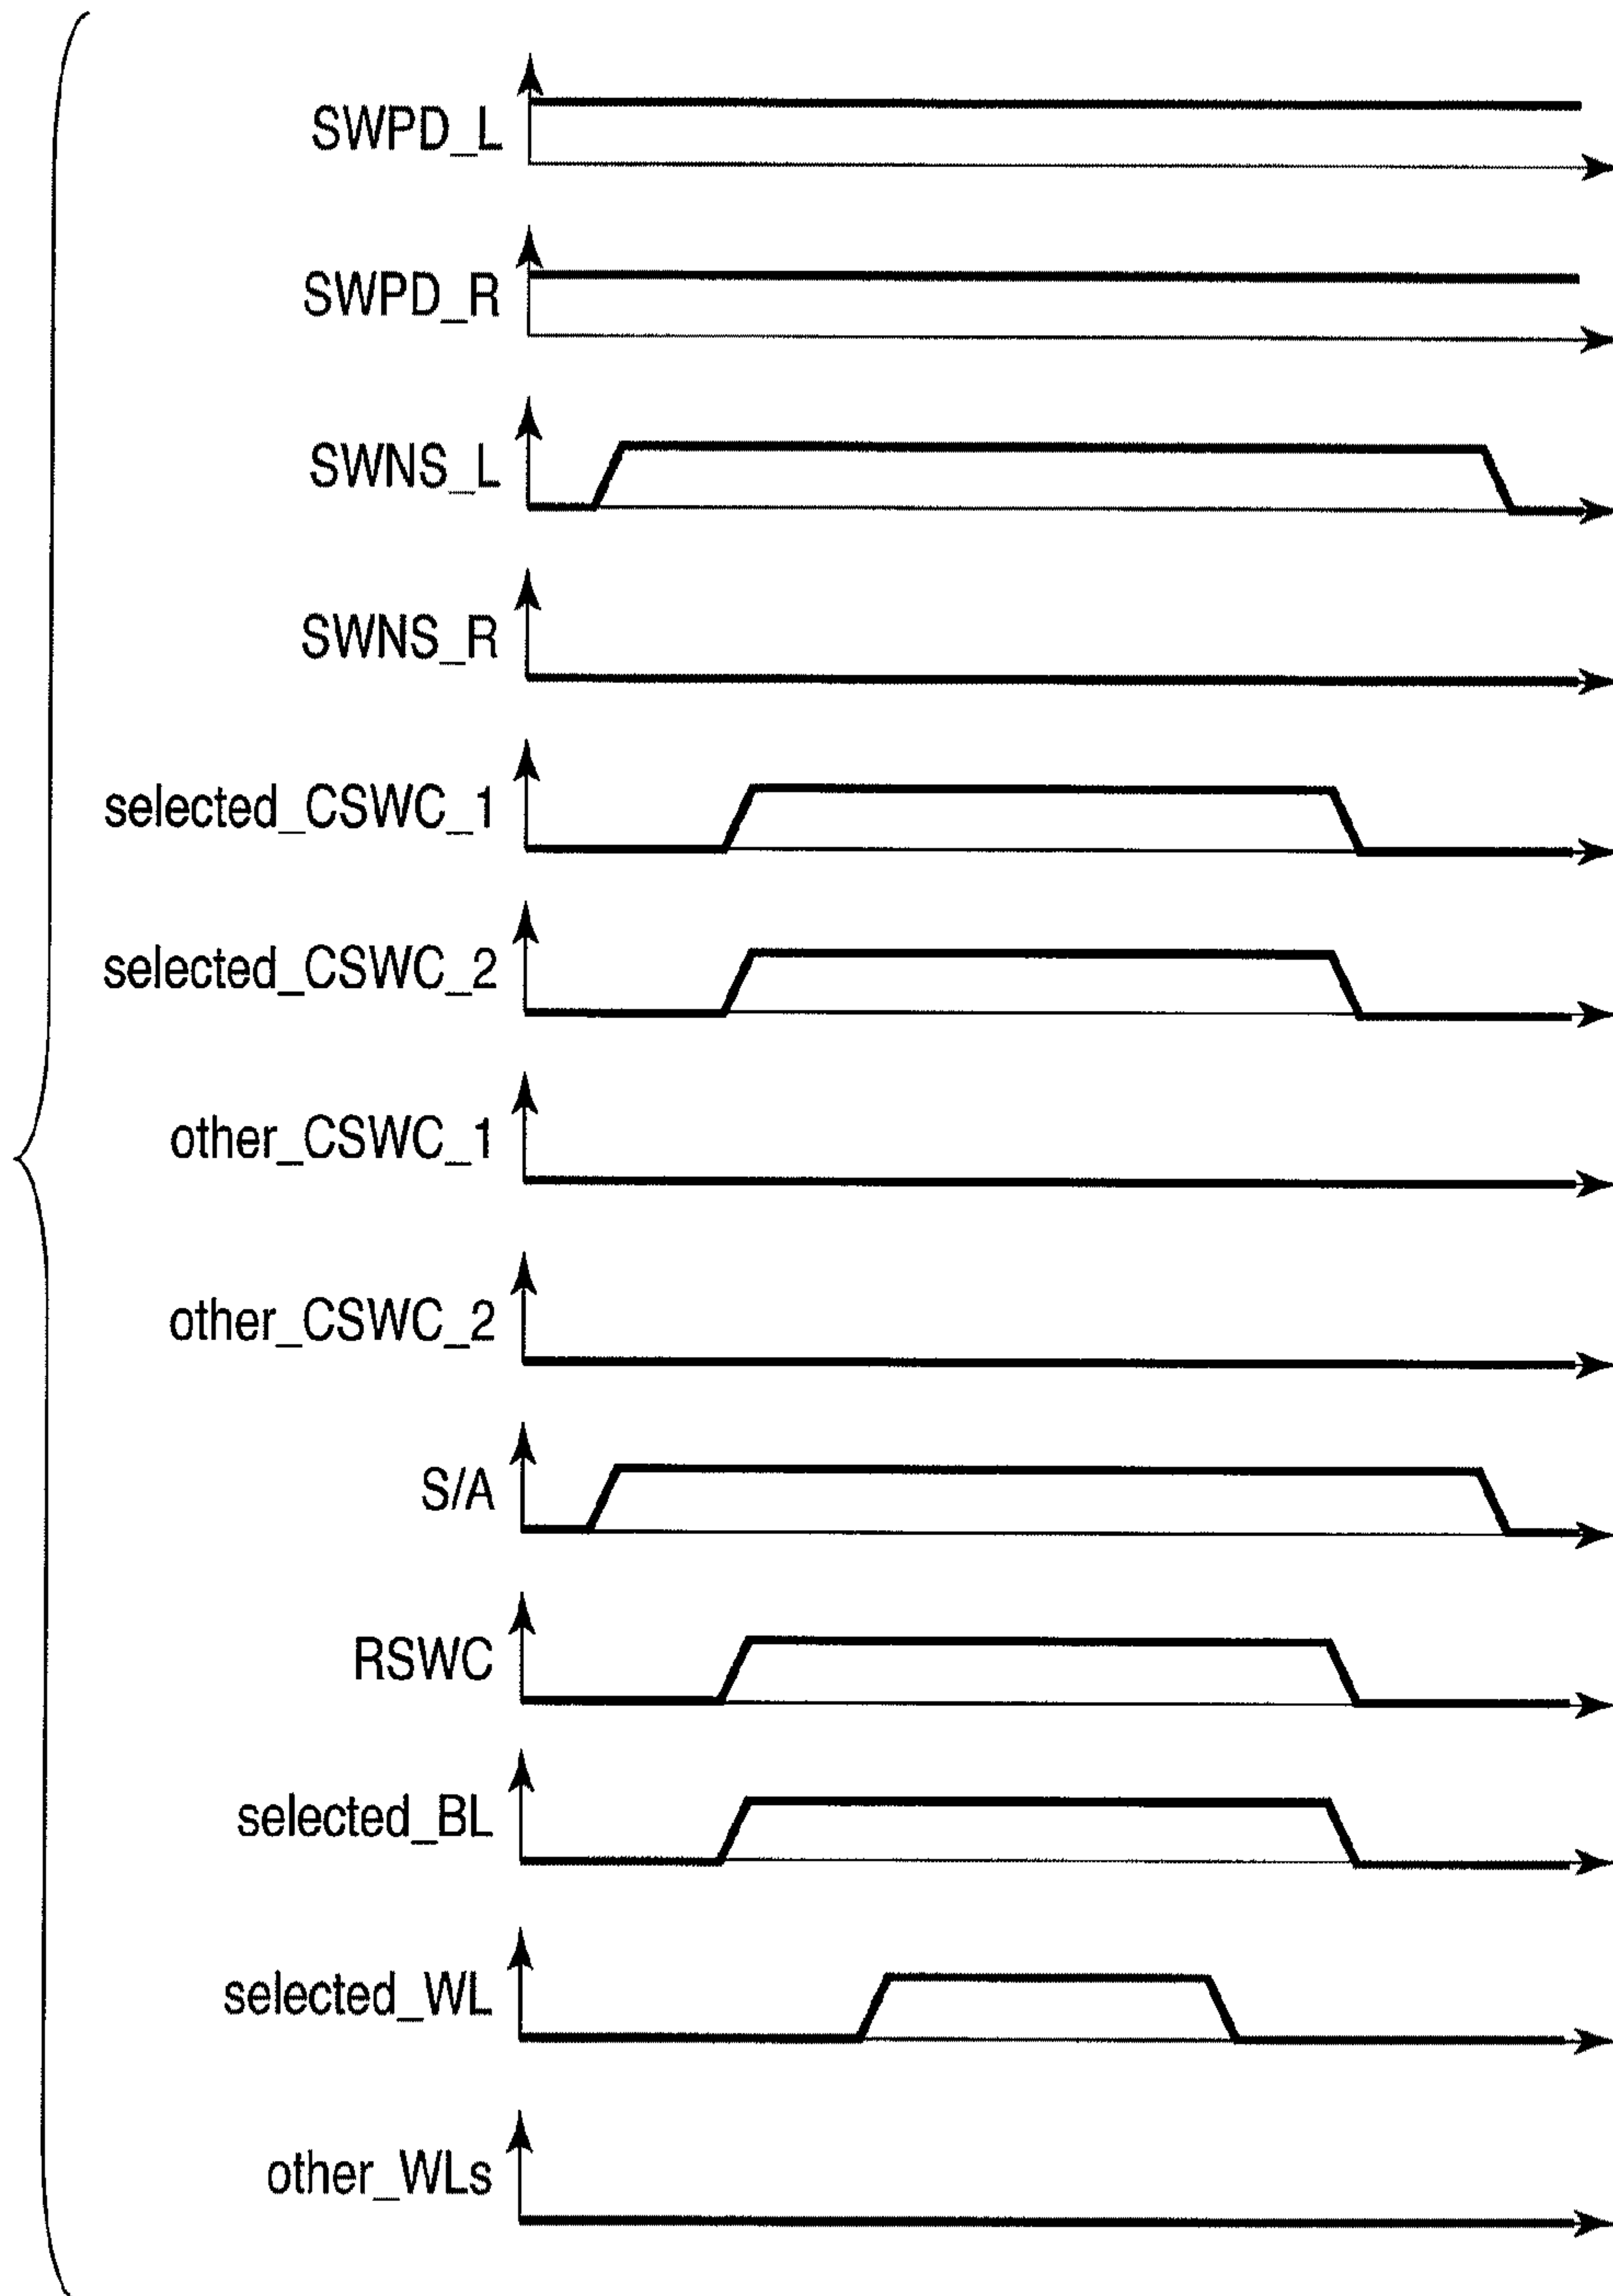 SWPD_L
SWPD_R
SWNS_L
SWNS_R
selected_CSWC_1
selected_CSWC_2
other_CSWC_1
other_CSWC_2
S/A
RSWC
selected_BL
selected_WL
other_WLs